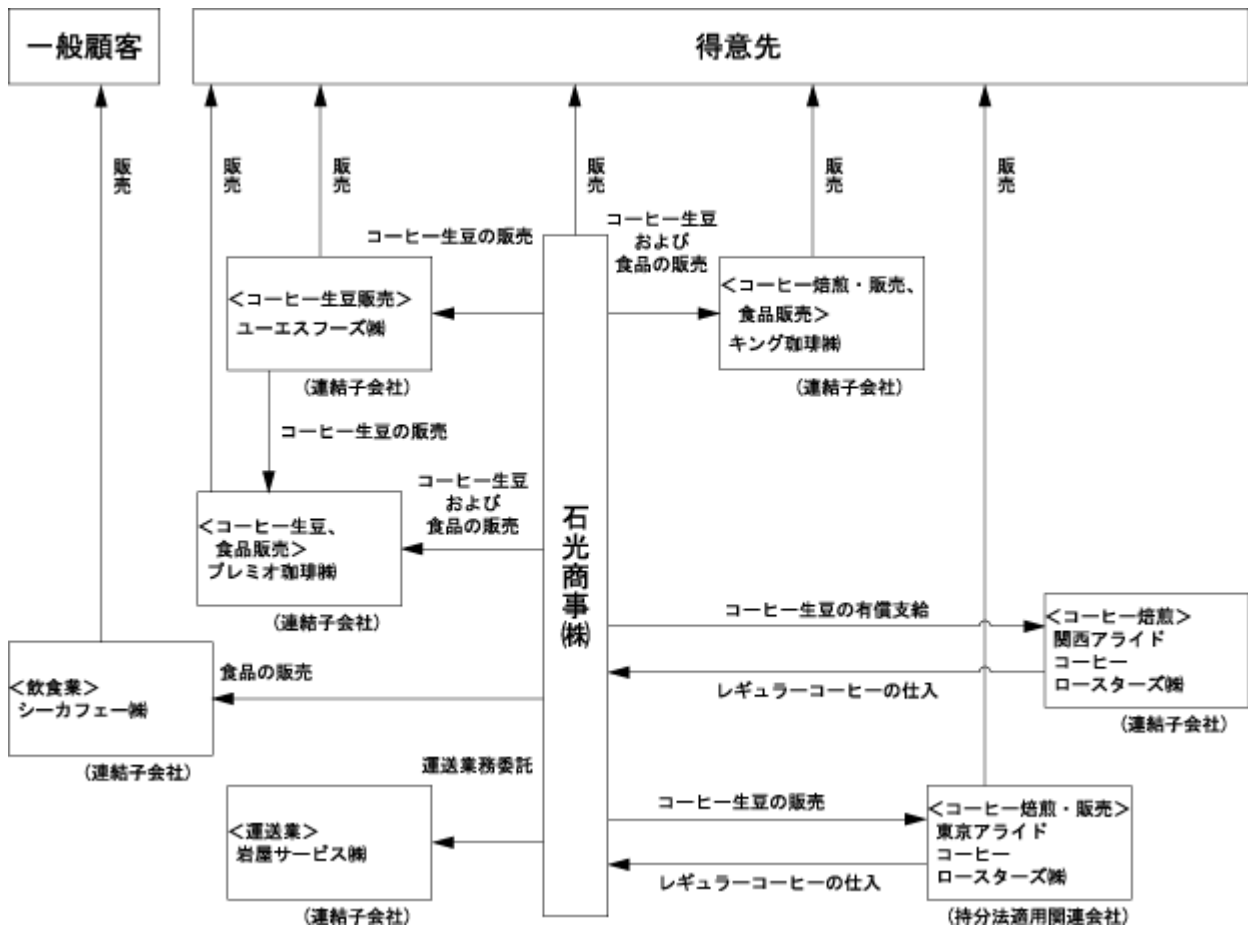 一般顧客
得意先
販売
販売
販売
販売
販売
販売
コーヒー生豆の販売
コーヒー生豆
および
食品の販売
＜コーヒー生豆販売＞
ユーエスフーズ㈱
(連結子会社)
＜コーヒー焙煎・販売、
食品販売＞
キング珈琲㈱
(連結子会社)
コーヒー生豆の販売
コーヒー生豆
および
食品の販売
＜コーヒー生豆、
食品販売＞
プレミオ珈琲㈱
(連結子会社)
石光商事㈱
コーヒー生豆の有償支給
レギュラーコーヒーの仕入
＜コーヒー焙煎＞
関西アライド
コーヒー
ロースターズ㈱
(連結子会社)
食品の販売
＜飲食業＞
シーカフェー㈱
(連結子会社)
運送業務委託
＜運送業＞
岩屋サービス㈱
(連結子会社)
コーヒー生豆の販売
レギュラーコーヒーの仕入
＜コーヒー焙煎・販売＞
東京アライド
コーヒー
ロースターズ㈱
(持分法適用関連会社)